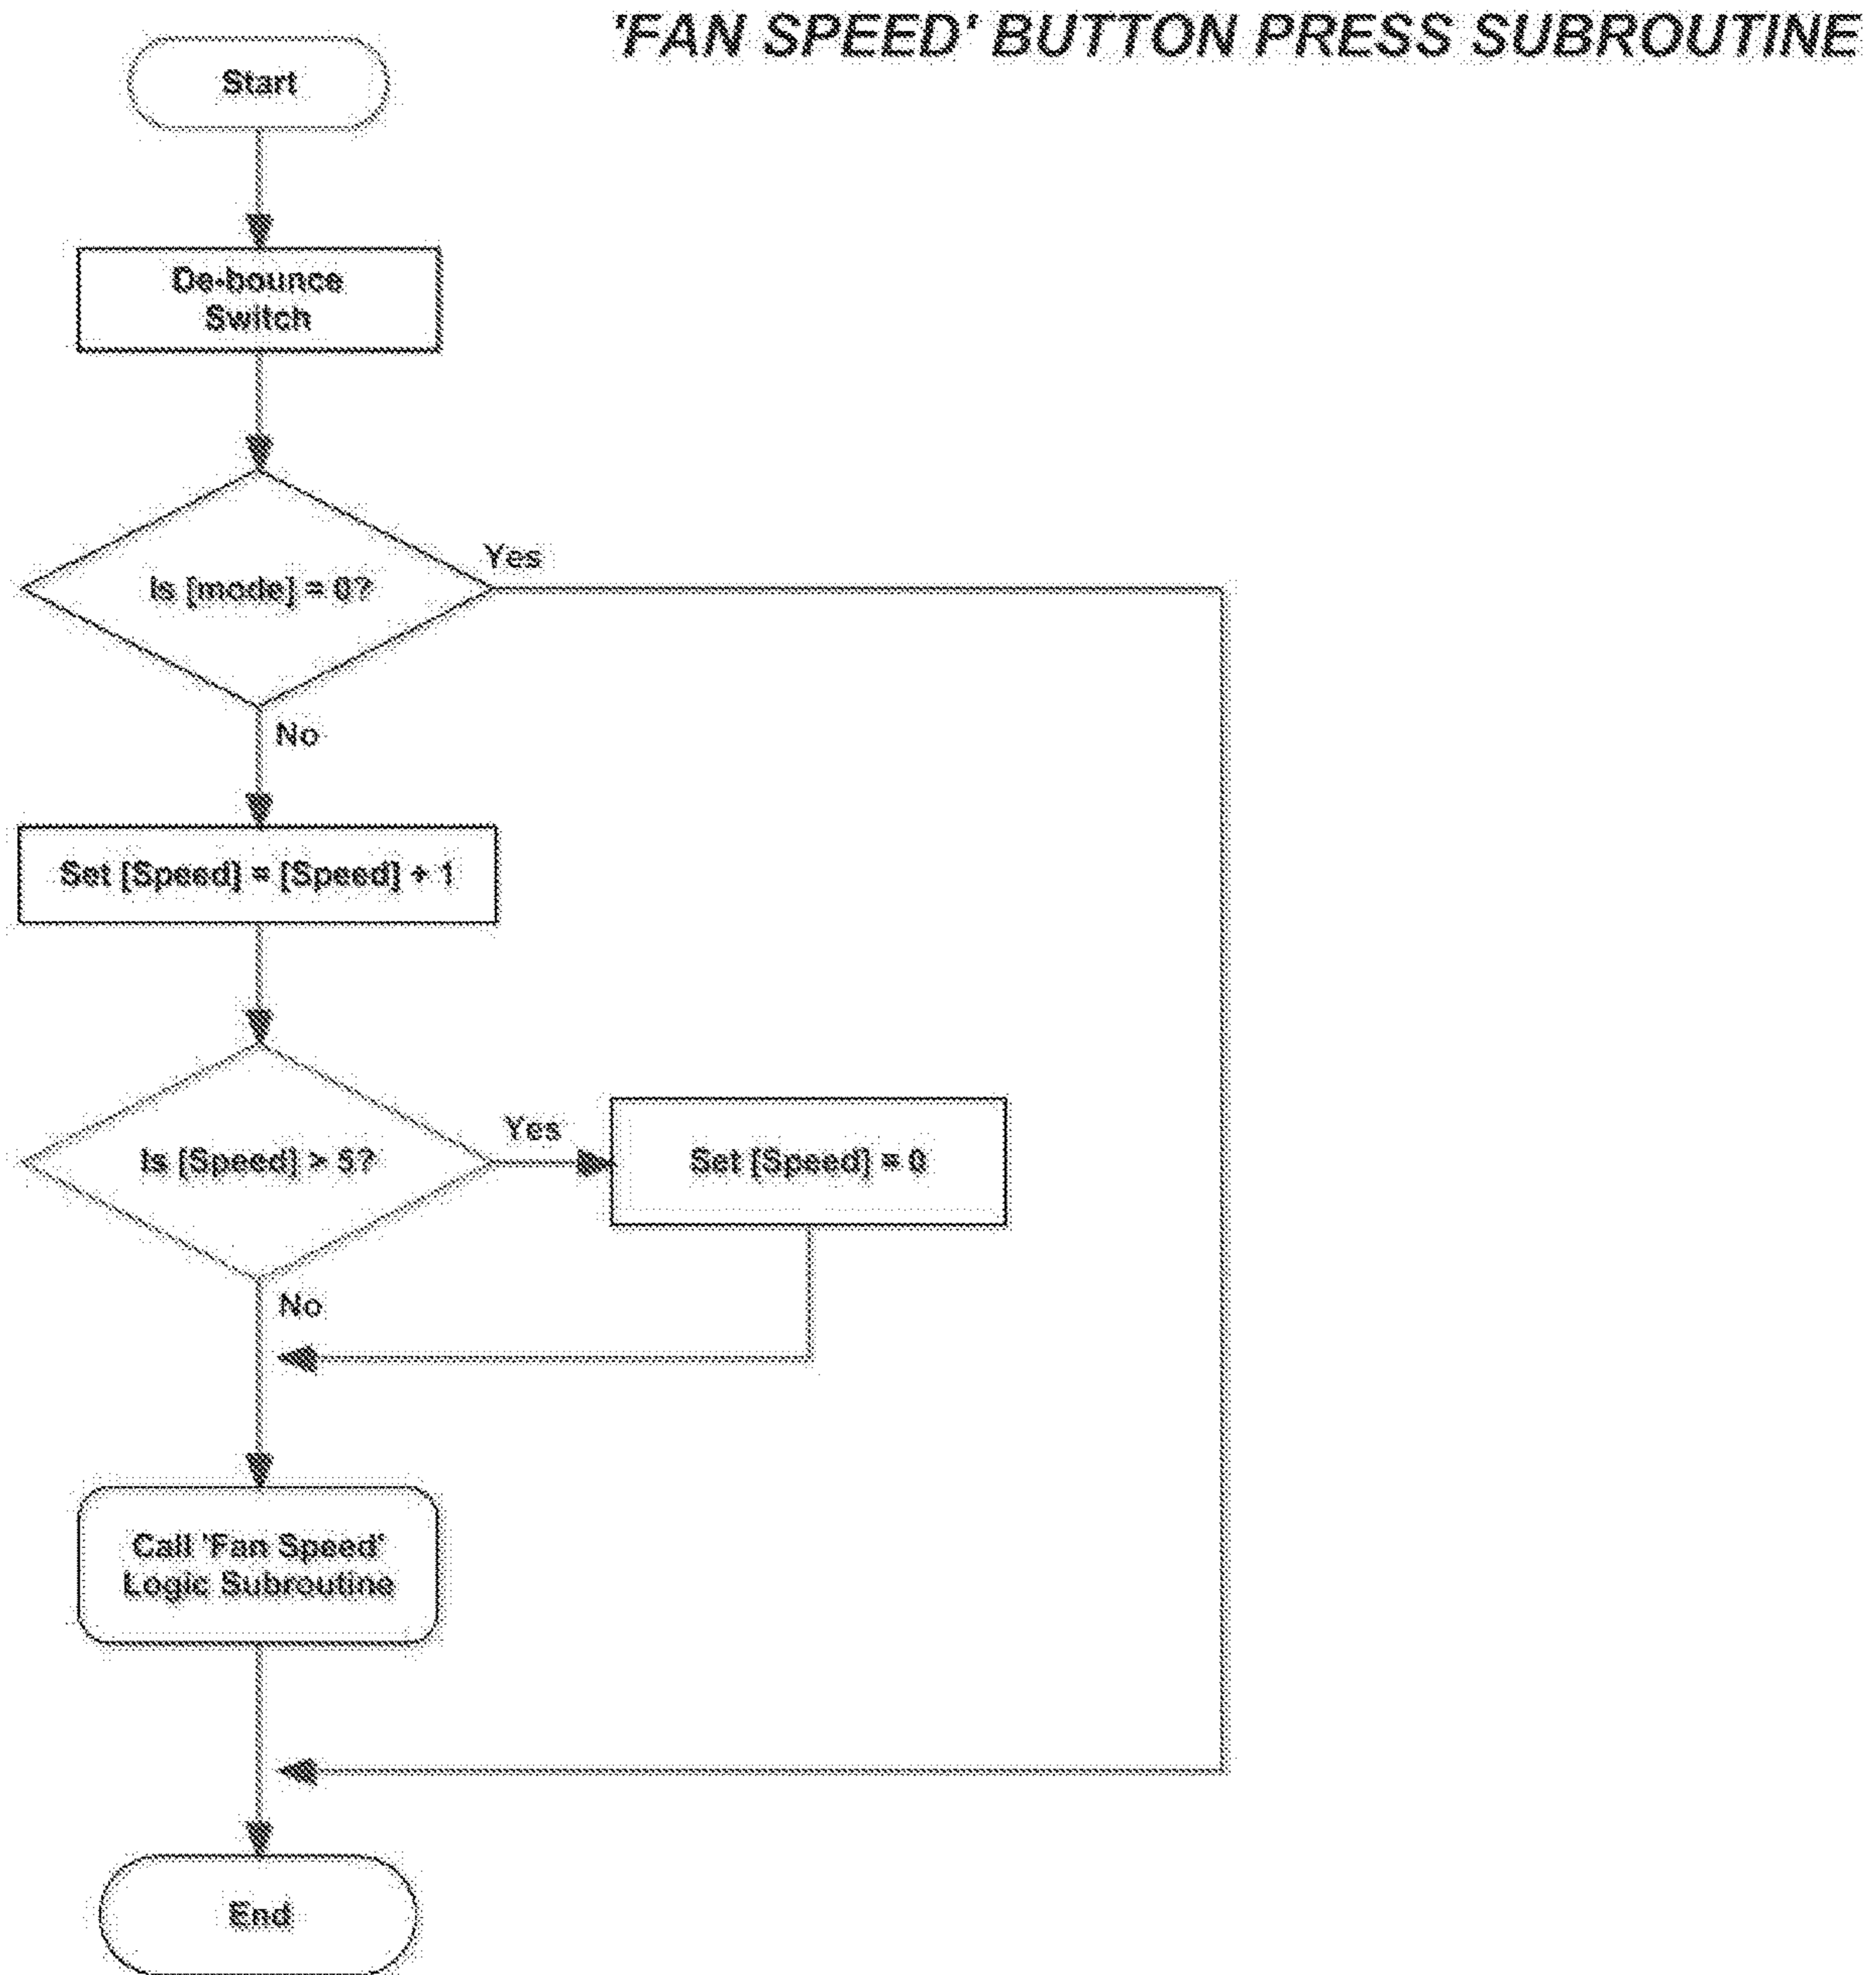 'FAN SPEED' BUTTON PRESS SUBROUTINE
Start
De-bounce
Switch
Is [mode] = 0?
Yes
No
Set [Speed] = [Speed] + 1
Is [Speed] > 5?
Yes
Set [Speed] = 0
No
Call 'Fan Speed'
Logic Subroutine
End